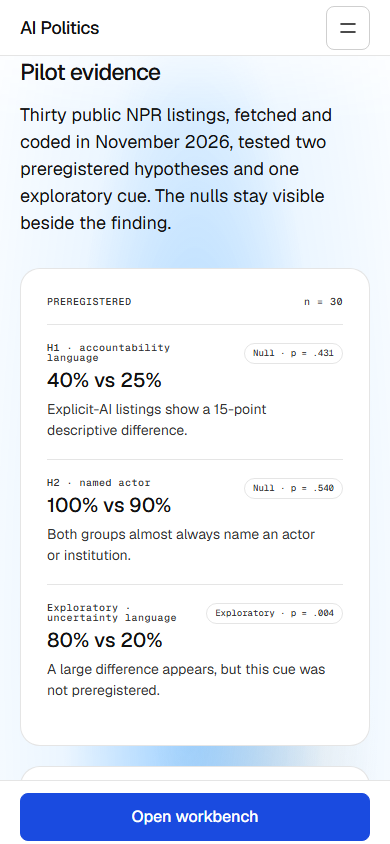 AI Politics
Pilot evidence
Thirty public NPR listings, fetched and
coded in November 2026, tested two
preregistered hypotheses and one
exploratory cue. The nulls stay visible
beside the finding.
PREREGISTERED
n = 30
H1 · accountability
language
Null · p = .431
40% vs 25%
Explicit-AI listings show a 15-point
descriptive difference.
H2 · named actor
Null · p = .540
100% vs 90%
Both groups almost always name an actor
or institution.
Exploratory ·
uncertainty language
Exploratory · p = .004
80% vs 20%
A large difference appears, but this cue was
not preregistered.
Open workbench